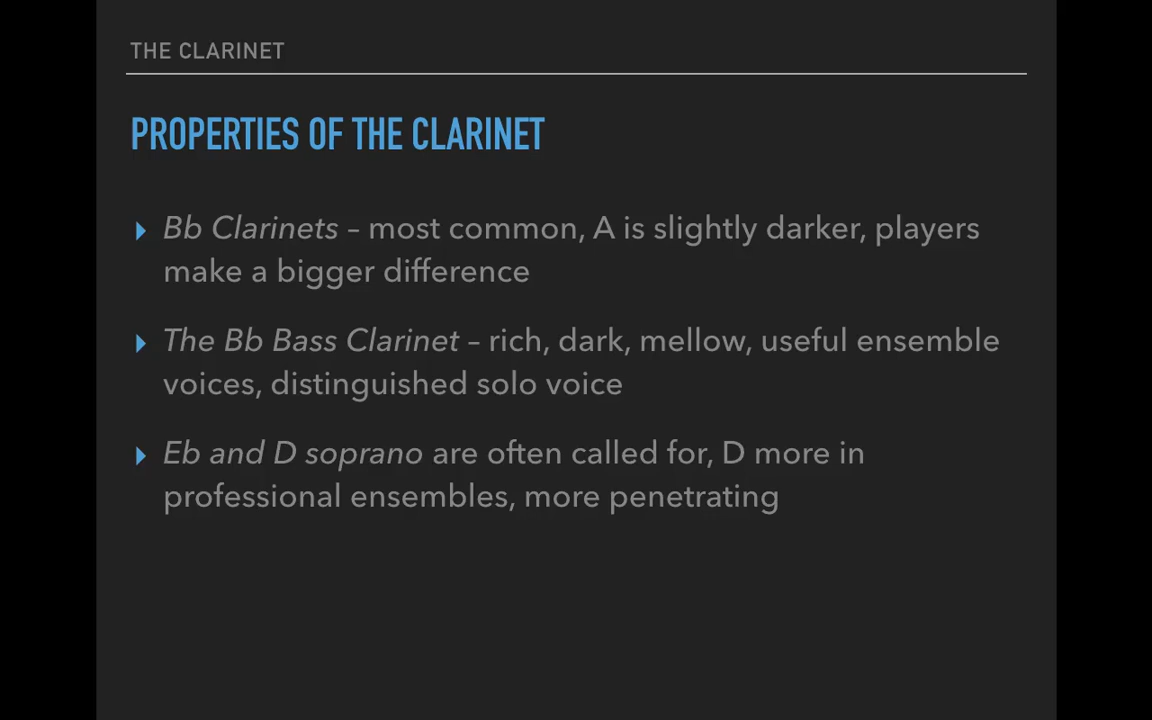 THE CLARINET
PROPERTIES OF THE CLARINET
Bb Clarinets – most common, A is slightly darker, players
make a bigger difference
The Bb Bass Clarinet – rich, dark, mellow, useful ensemble
voices, distinguished solo voice
Eb and D soprano are often called for, D more in
professional ensembles, more penetrating